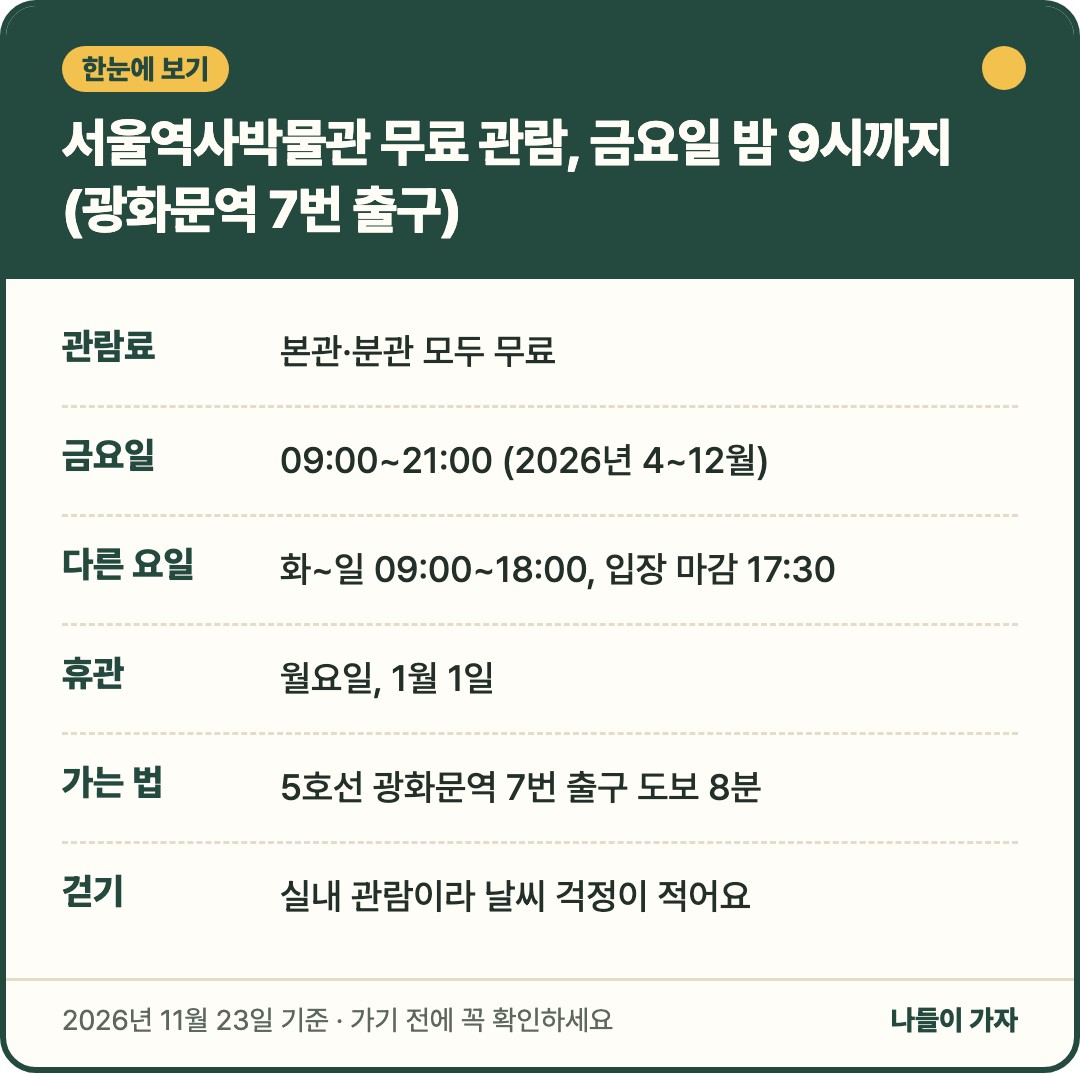 한눈에 보기
서울역사박물관 무료 관람, 금요일 밤 9시까지
(광화문역 7번 출구)
관람료 본관·분관 모두 무료
금요일 09:00~21:00 (2026년 4~12월)
다른 요일 화~일 09:00~18:00, 입장 마감 17:30
휴관 월요일, 1월 1일
가는 법 5호선 광화문역 7번 출구 도보 8분
걷기 실내 관람이라 날씨 걱정이 적어요
2026년 11월 23일 기준 · 가기 전에 꼭 확인하세요 나들이 가자